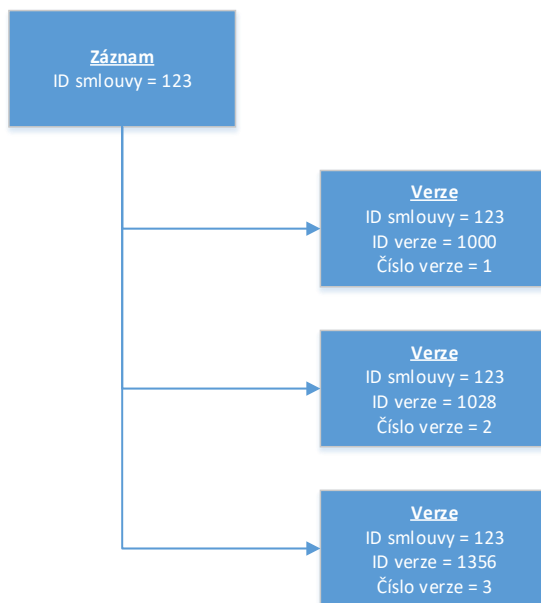 Záznam
ID smlouvy = 123
Verze
ID smlouvy = 123
ID verze = 1000
Číslo verze = 1
Verze
ID smlouvy = 123
ID verze = 1028
Číslo verze = 2
Verze
ID smlouvy = 123
ID verze = 1356
Číslo verze = 3